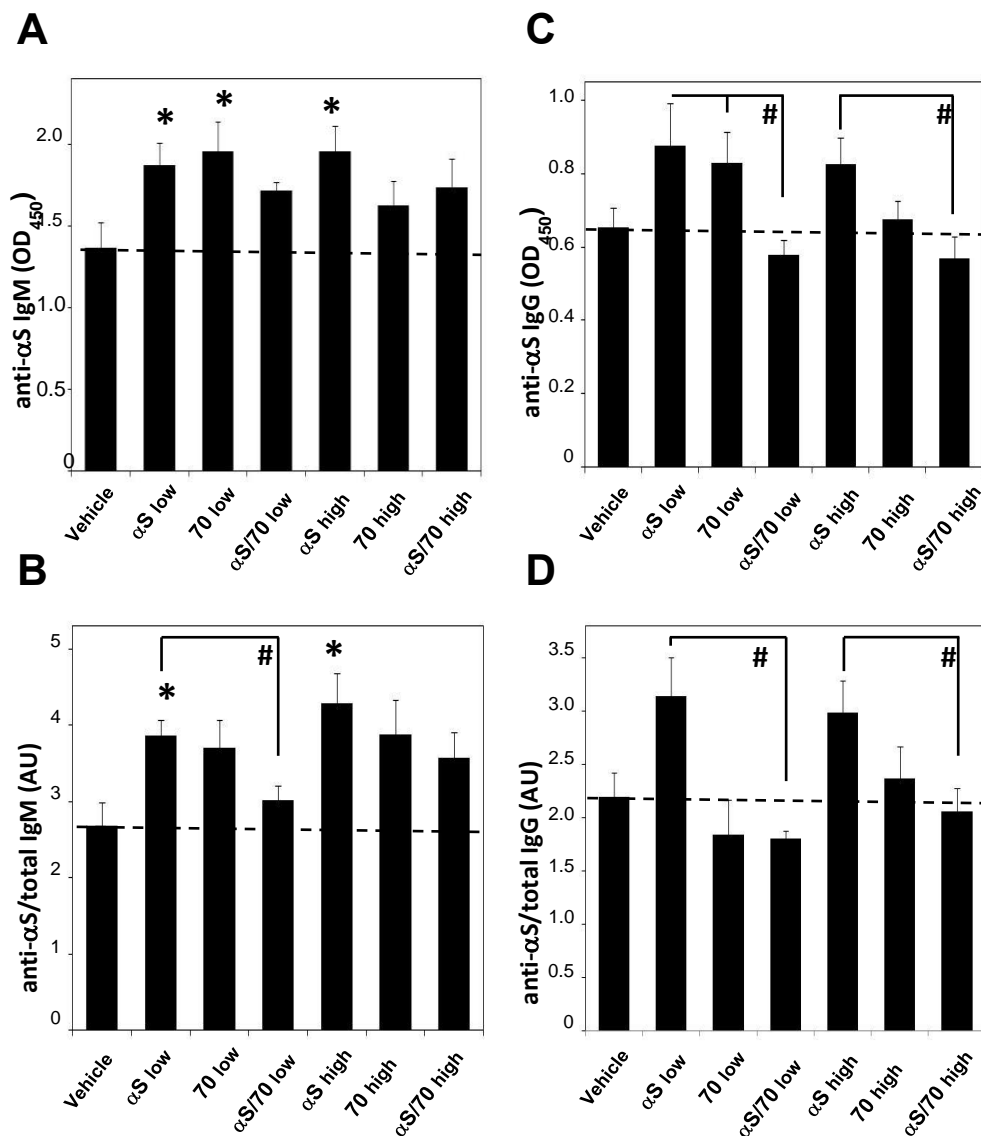 A
anti-αS IgM (OD450)
2.0
1.5
1.0
0.5
0
* * *
Vehicle
αS low
70 low
αS/70 low
αS high
70 high
αS/70 high
B
anti-αS/total IgM (AU)
5
4
3
2
1
0
* # *
Vehicle
αS low
70 low
αS/70 low
αS high
70 high
αS/70 high
C
anti-αS IgG (OD450)
1.0
0.8
0.6
0.4
0.2
0
# #
Vehicle
αS low
70 low
αS/70 low
αS high
70 high
αS/70 high
D
anti-αS/total IgG (AU)
3.5
3.0
2.5
2.0
1.5
1.0
0.5
0
# #
Vehicle
αS low
70 low
αS/70 low
αS high
70 high
αS/70 high